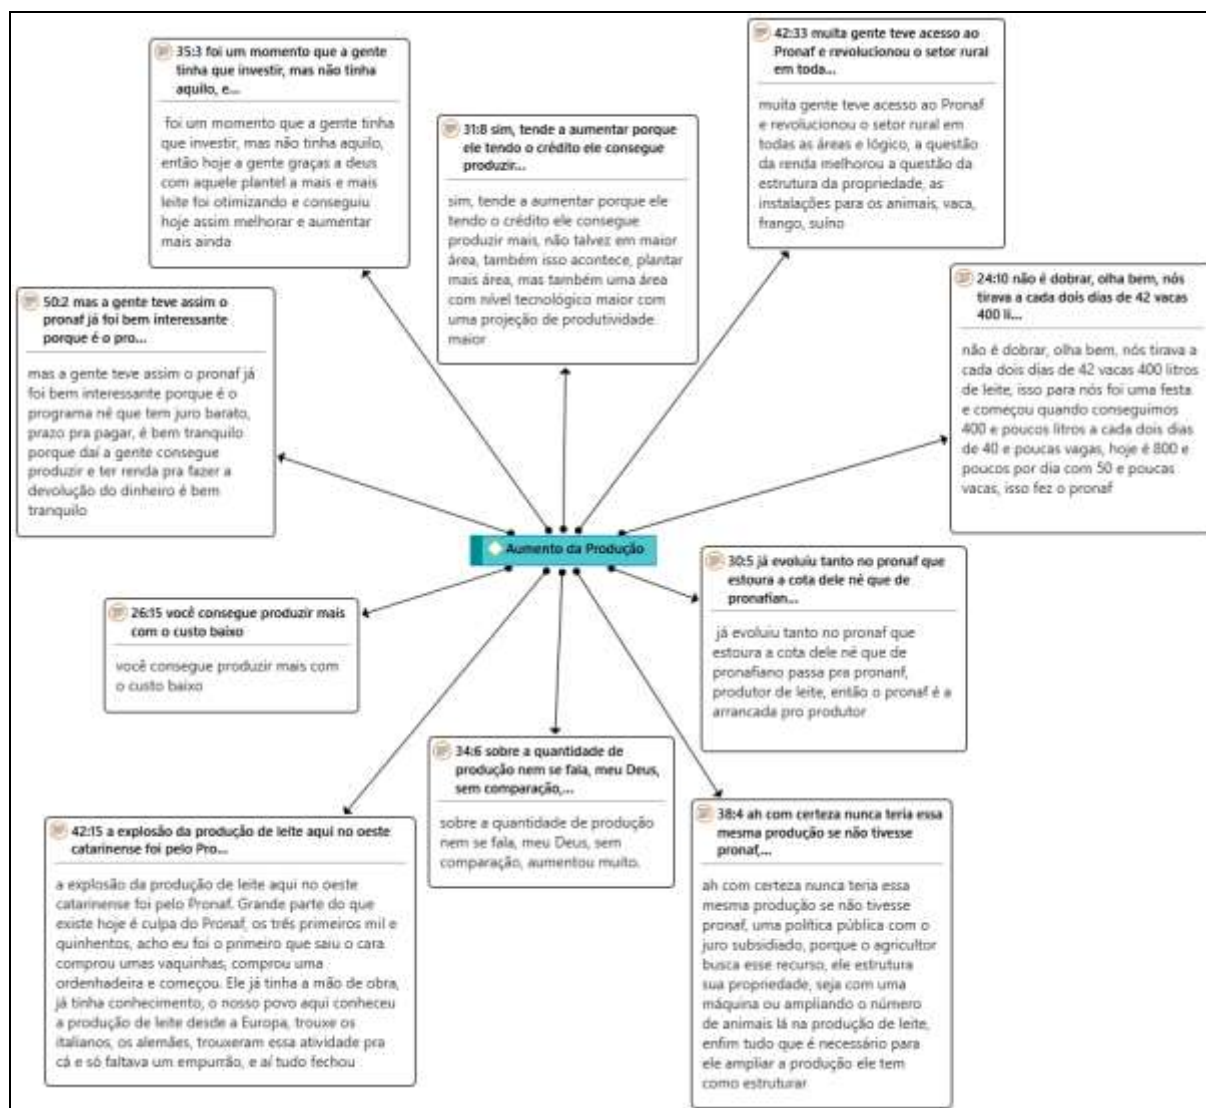 35:3 foi um momento que a gente
tinha que investir, mas não tinha
aquilo, e...
foi um momento que a gente tinha
que investir, mas não tinha aquilo,
então hoje a gente graças a deus
com aquele plantel a mais e mais
leite foi otimizando e conseguiu
hoje assim melhorar e aumentar
mais ainda
31:8 sim, tende a aumentar porque
ele tendo o crédito ele consegue
produzir...
sim, tende a aumentar porque ele
tendo o crédito ele consegue
produzir mais, não talvez em maior
área, também isso acontece, plantar
mais área, mas também uma área
com nível tecnológico maior com
uma projeção de produtividade
maior
42:33 muita gente teve acesso ao
Pronaf e revolucionou o setor rural
em toda...
muita gente teve acesso ao Pronaf
e revolucionou o setor rural em
todas as áreas e lógico, a questão
da renda melhorou a questão da
estrutura da propriedade, as
instalações para os animais, vaca,
frango, suíno
50:2 mas a gente teve assim o
pronaf já foi bem interessante
porque é o pro...
mas a gente teve assim o pronaf já
foi bem interessante porque é o
programa né que tem juro barato,
prazo pra pagar, é bem tranquilo
porque daí a gente consegue
produzir e ter renda pra fazer a
devolução do dinheiro é bem
tranquilo
24:10 não é dobrar, olha bem, nós
tirava a cada dois dias de 42 vacas
400 li...
não é dobrar, olha bem, nós tirava a
cada dois dias de 42 vacas 400 litros
de leite, isso para nós foi uma festa
e começou quando conseguimos
400 e poucos litros a cada dois dias
de 40 e poucas vagas, hoje é 800 e
poucos por dia com 50 e poucas
vacas, isso fez o pronaf
Aumento da Produção
26:15 você consegue produzir mais
com o custo baixo
você consegue produzir mais com
o custo baixo
30:5 já evoluiu tanto no pronaf que
estoura a cota dele né que de
pronafian...
já evoluiu tanto no pronaf que
estoura a cota dele né que de
pronafiano passa pra pronanf,
produtor de leite, então o pronaf é a
arrancada pro produtor
34:6 sobre a quantidade de
produção nem se fala, meu Deus,
sem comparação,...
sobre a quantidade de produção
nem se fala, meu Deus, sem
comparação, aumentou muito.
42:15 a explosão da produção de leite aqui no oeste
catarinense foi pelo Pro...
a explosão da produção de leite aqui no oeste
catarinense foi pelo Pronaf. Grande parte do que
existe hoje é culpa do Pronaf, os três primeiros mil e
quinhentos, acho eu foi o primeiro que saiu o cara
comprou umas vaquinhas, comprou uma
ordenhadeira e começou. Ele já tinha a mão de obra,
já tinha conhecimento, o nosso povo aqui conheceu
a produção de leite desde a Europa, trouxe os
italianos, os alemães, trouxeram essa atividade pra
cá e só faltava um empurrão, e aí tudo fechou
38:4 ah com certeza nunca teria essa
mesma produção se não tivesse
pronaf,...
ah com certeza nunca teria essa
mesma produção se não tivesse
pronaf, uma política pública com o
juro subsidiado, porque o agricultor
busca esse recurso, ele estrutura
sua propriedade, seja com uma
máquina ou ampliando o número
de animais lá na produção de leite,
enfim tudo que é necessário para
ele ampliar a produção ele tem
como estruturar